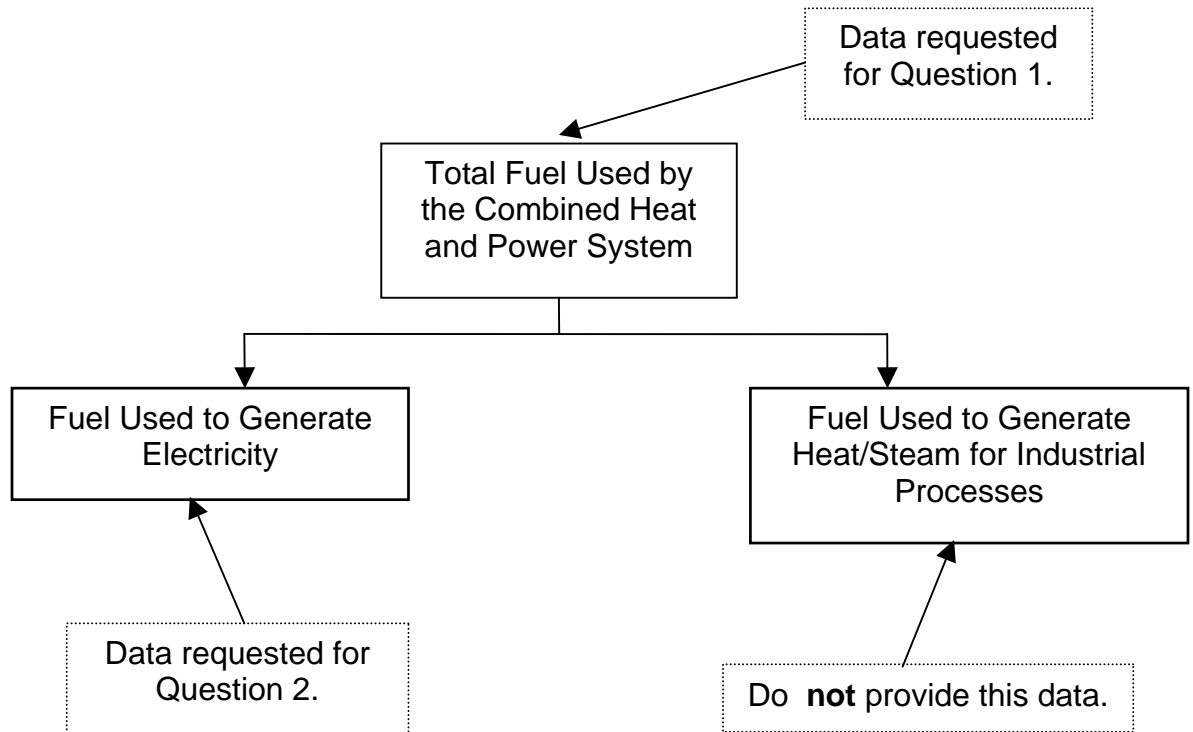 Data requested
for Question 1.
Total Fuel Used by
the Combined Heat
and Power System
Fuel Used to Generate
Electricity
Fuel Used to Generate
Heat/Steam for Industrial
Processes
Data requested for
Question 2.
Do not provide this data.